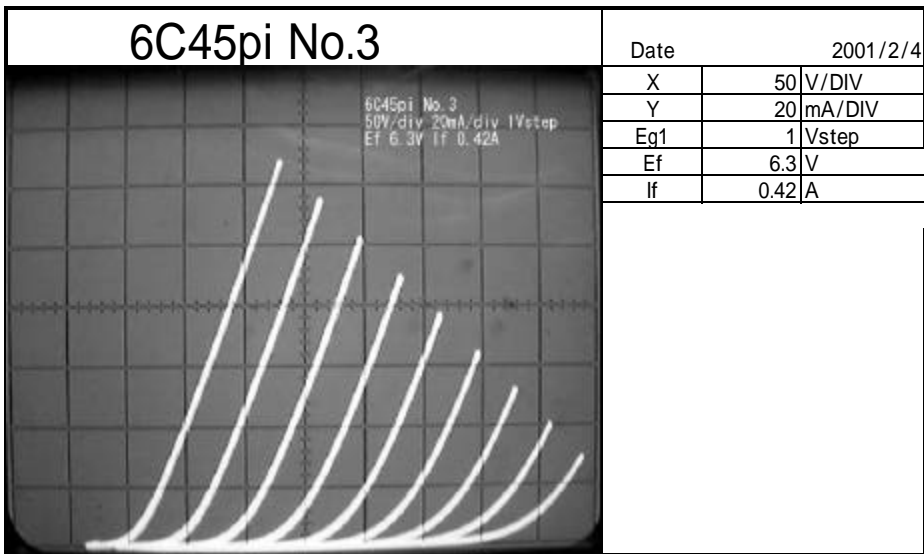 6C45pi No.3
Date 2001/2/4
X 50 V/DIV
Y 20 mA/DIV
Eg1 1 Vstep
Ef 6.3 V
If 0.42 A
6C45pi No.3
50V/div 20mA/div 1Vstep
Ef 6.3V If 0.42A